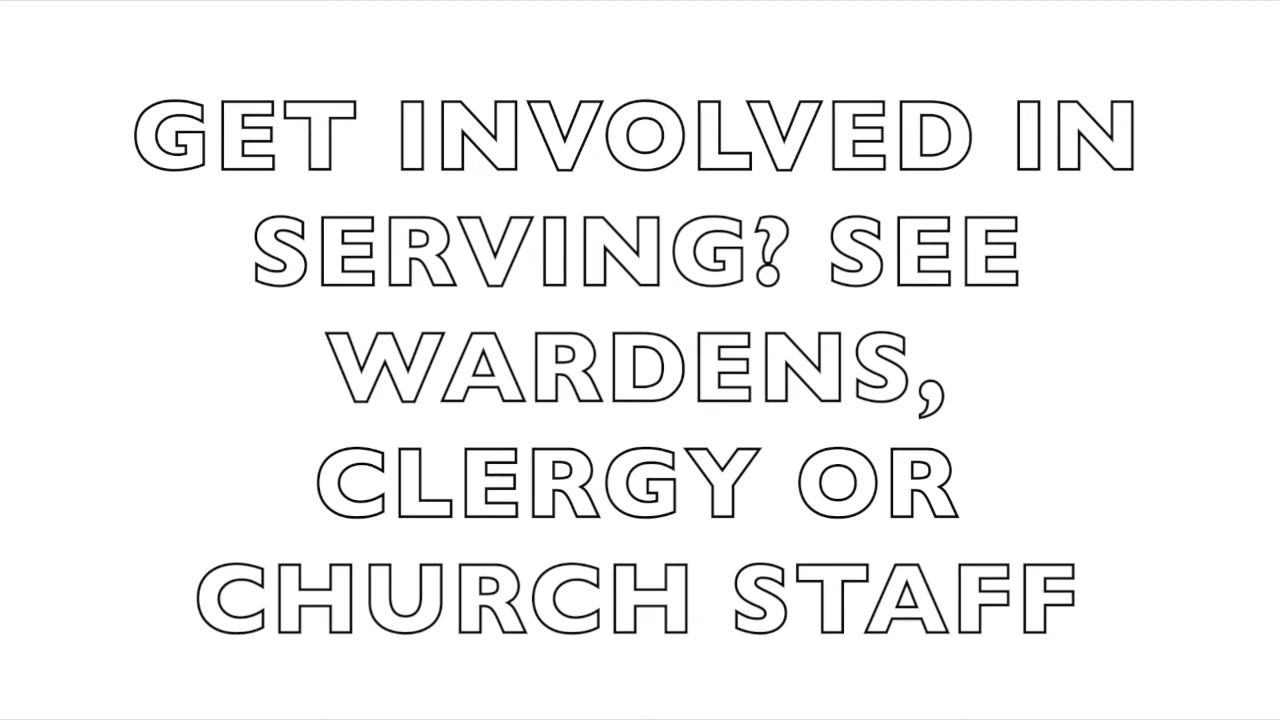 GET INVOLVED IN
SERVING? SEE
WARDENS,
CLERGY OR
CHURCH STAFF